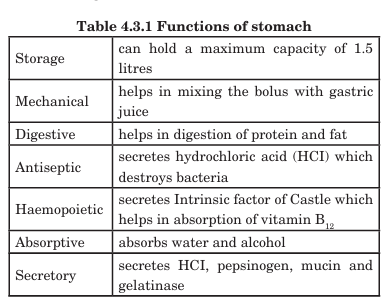 Table 4.3.1 Functions of stomach
Storage
can hold a maximum capacity of 1.5
litres
Mechanical
helps in mixing the bolus with gastric
juice
Digestive
helps in digestion of protein and fat
Antiseptic
secretes hydrochloric acid (HCI) which
destroys bacteria
Haemopoietic
secretes Intrinsic factor of Castle which
helps in absorption of vitamin B12
Absorptive
absorbs water and alcohol
Secretory
secretes HCI, pepsinogen, mucin and
gelatinase